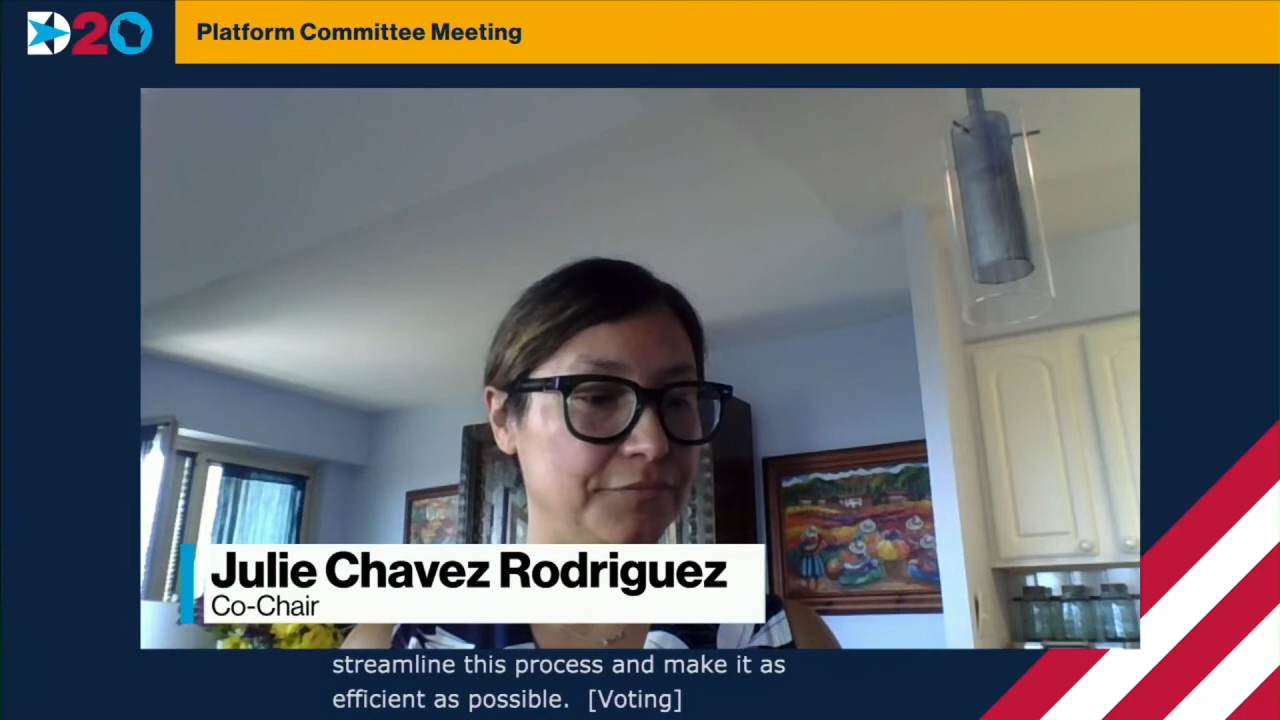 D20
Platform Committee Meeting
Julie Chavez Rodriguez
Co-Chair
streamline this process and make it as
efficient as possible.  [Voting]